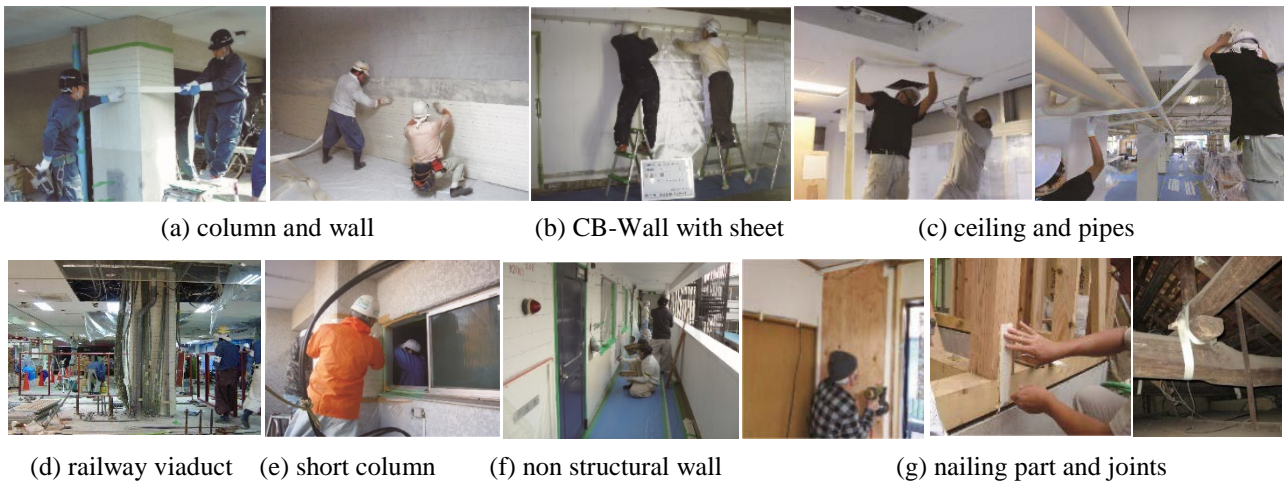 (a) column and wall
(b) CB-Wall with sheet
(c) ceiling and pipes
(d) railway viaduct
(e) short column
(f) non structural wall
(g) nailing part and joints